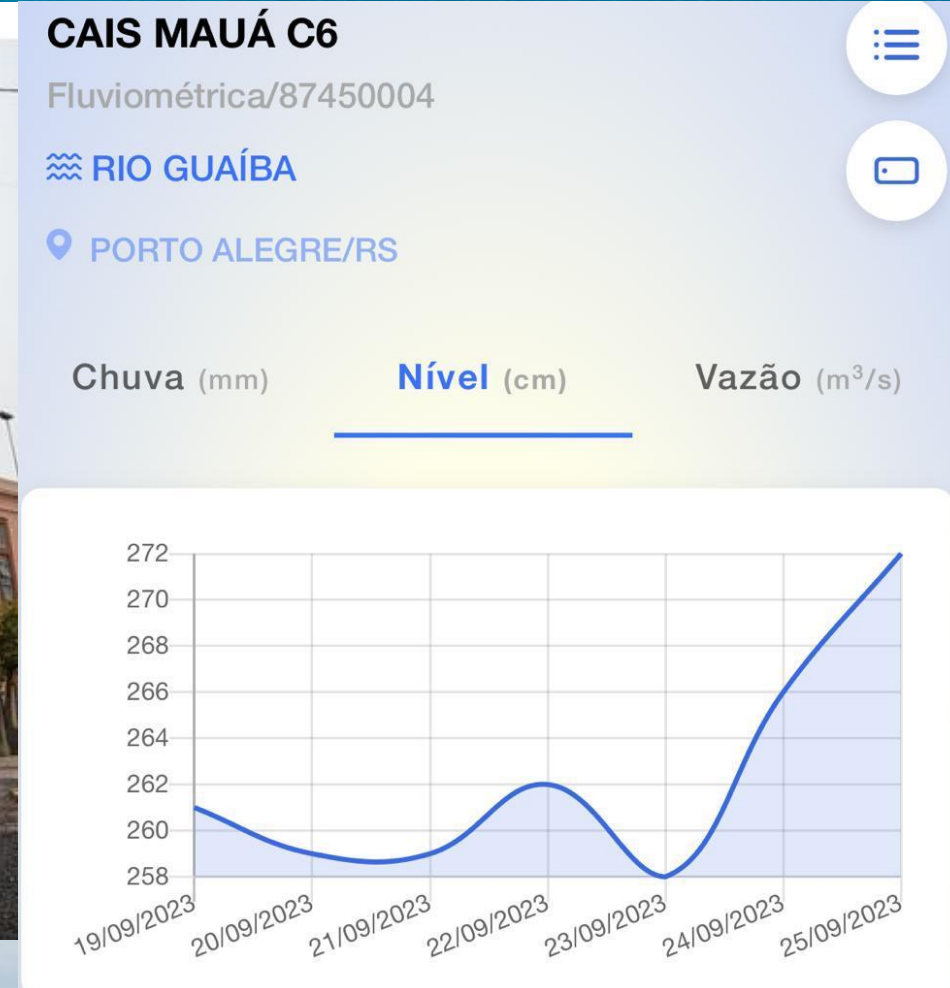 CAIS MAUÁ C6
Fluviométrica/87450004
RIO GUAÍBA
PORTO ALEGRE/RS
Chuva (mm) Nível (cm) Vazão (m³/s)
272
270
268
266
264
262
260
258
19/09/2023 20/09/2023 21/09/2023 22/09/2023 23/09/2023 24/09/2023 25/09/2023